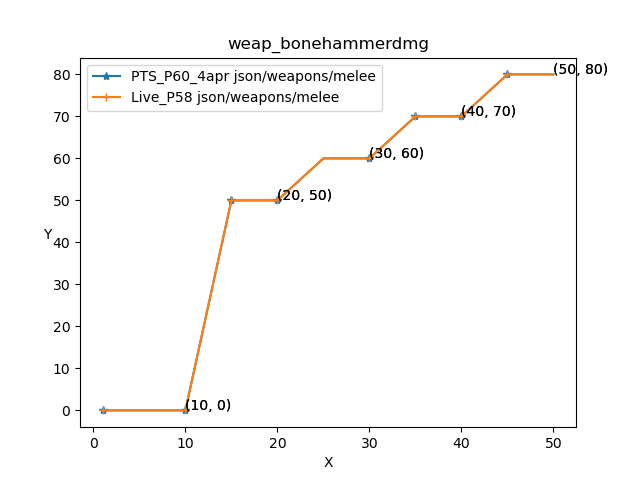 weap_bonehammerdmg
PTS_P60_4apr json/weapons/melee
Live_P58 json/weapons/melee
(50, 80)
(40, 70)
(30, 60)
(20, 50)
(10, 0)
80
70
60
50
40
30
20
10
0
Y
0 10 20 30 40 50
X